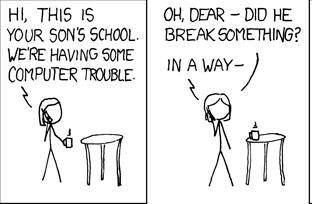 HI, THIS IS
YOUR SON'S SCHOOL.
WE'RE HAVING SOME
COMPUTER TROUBLE.
OH, DEAR – DID HE
BREAK SOMETHING?
IN A WAY–